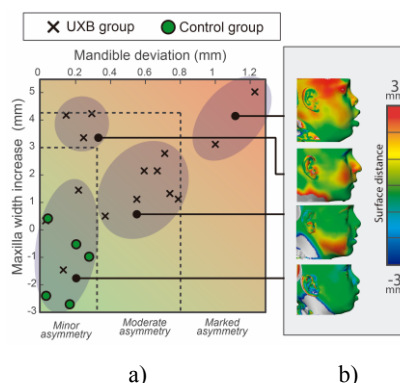 UXB group Control group
Mandible deviation (mm)
0 0.2 0.4 0.6 0.8 1.0 1.2
Maxilla width increase (mm)
5
4
3
2
1
0
-1
-2
-3
Minor asymmetry
Moderate asymmetry
Marked asymmetry
3 mm
Surface distance
-3 mm
a) b)